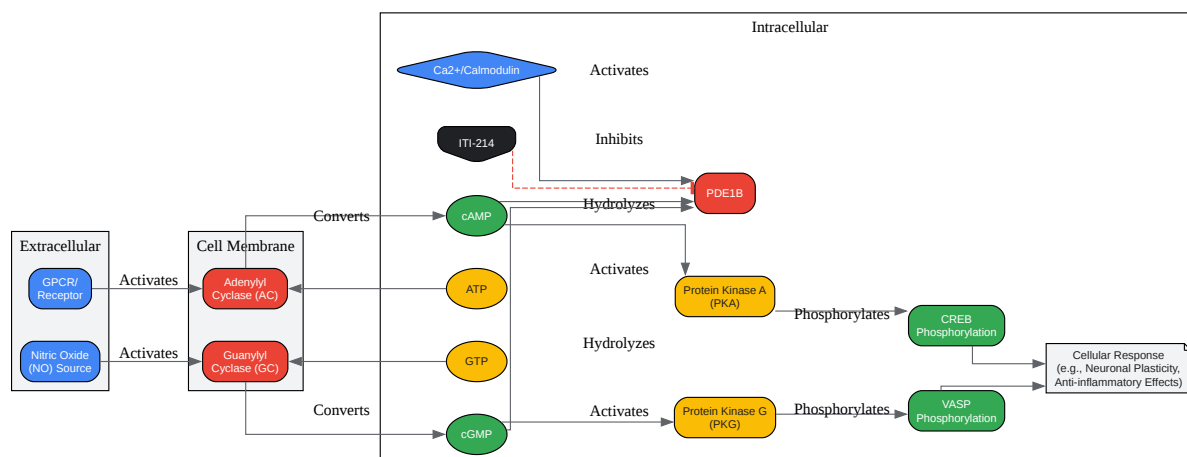 Intracellular
Ca2+/Calmodulin
Activates
ITI-214
Inhibits
PDE1B
cAMP
Hydrolyzes
Converts
Extracellular
Cell Membrane
GPCR/
Receptor
Activates
Adenylyl
Cyclase (AC)
ATP
Activates
Protein Kinase A
(PKA)
Phosphorylates
CREB
Phosphorylation
Nitric Oxide
(NO) Source
Activates
Guanylyl
Cyclase (GC)
GTP
Hydrolyzes
Cellular Response
(e.g., Neuronal Plasticity,
Anti-inflammatory Effects)
Converts
cGMP
Activates
Protein Kinase G
(PKG)
Phosphorylates
VASP
Phosphorylation